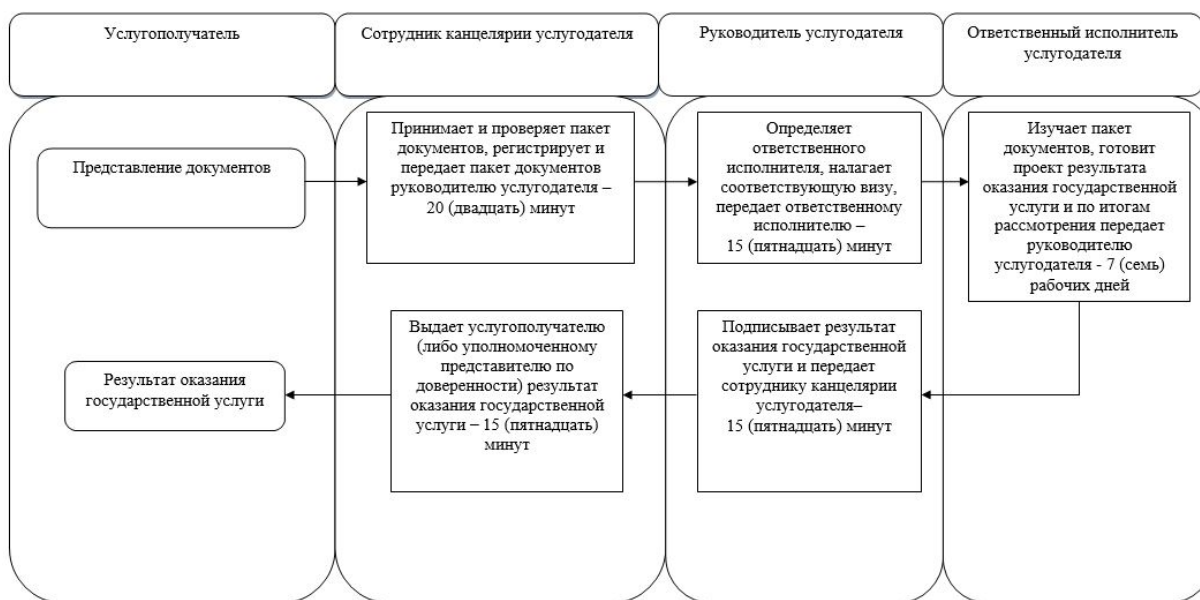 Услугополучатель
Сотрудник канцелярии услугодателя
Руководитель услугодателя
Ответственный исполнитель
услугодателя
Представление документов
Принимает и проверяет пакет
документов, регистрирует и
передает пакет документов
руководителю услугодателя –
20 (двадцать) минут
Определяет
ответственного
исполнителя, налагает
соответствующую визу,
передает ответственному
исполнителю –
15 (пятнадцать) минут
Изучает пакет
документов, готовит
проект результата
оказания государственной
услуги и по итогам
рассмотрения передает
руководителю
услугодателя - 7 (семь)
рабочих дней
Подписывает результат
оказания государственной
услуги и передает
сотруднику канцелярии
услугодателя–
15 (пятнадцать) минут
Выдает услугополучателю
(либо уполномоченному
представителю по
доверенности) результат
оказания государственной
услуги – 15 (пятнадцать)
минут
Результат оказания
государственной услуги